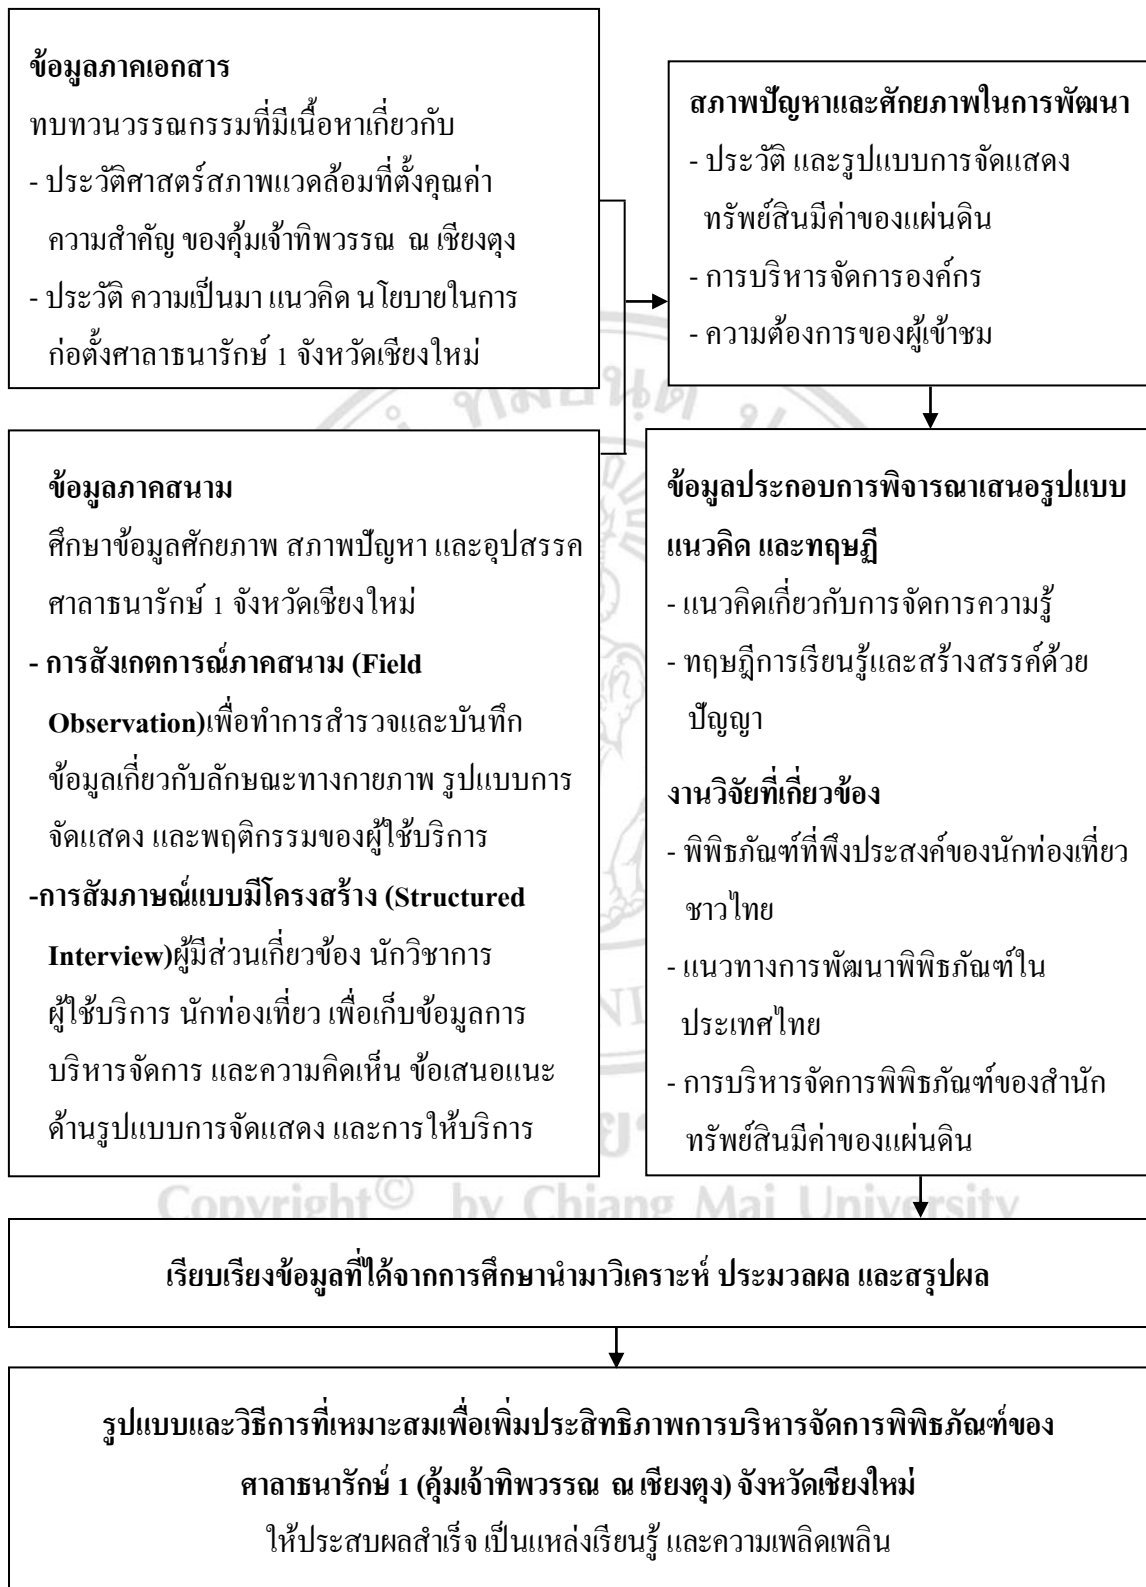 ข้อมูลภาคเอกสาร
ทบทวนวรรณกรรมที่มีเนื้อหาเกี่ยวกับ
- ประวัติศาสตร์สภาพแวดล้อมที่ตั้งคุณค่า
ความสำคัญ ของคุ้มเจ้าทิพวรรณ ณ เชียงตุง
- ประวัติ ความเป็นมา แนวคิด นโยบายในการ
ก่อตั้งศาลาธนารักษ์ 1 จังหวัดเชียงใหม่
สภาพปัญหาและศักยภาพในการพัฒนา
- ประวัติ และรูปแบบการจัดแสดง
ทรัพย์สินมีค่าของแผ่นดิน
- การบริหารจัดการองค์กร
- ความต้องการของผู้เข้าชม
ข้อมูลภาคสนาม
ศึกษาข้อมูลศักยภาพ สภาพปัญหา และอุปสรรค
ศาลาธนารักษ์ 1 จังหวัดเชียงใหม่
- การสังเกตการณ์ภาคสนาม (Field
Observation)เพื่อทำการสำรวจและบันทึก
ข้อมูลเกี่ยวกับลักษณะทางกายภาพ รูปแบบการ
จัดแสดง และพฤติกรรมของผู้ใช้บริการ
-การสัมภาษณ์แบบมีโครงสร้าง (Structured
Interview)ผู้มีส่วนเกี่ยวข้อง นักวิชาการ
ผู้ใช้บริการ นักท่องเที่ยว เพื่อเก็บข้อมูลการ
บริหารจัดการ และความคิดเห็น ข้อเสนอแนะ
ด้านรูปแบบการจัดแสดง และการให้บริการ
ข้อมูลประกอบการพิจารณาเสนอรูปแบบ
แนวคิด และทฤษฎี
- แนวคิดเกี่ยวกับการจัดการความรู้
- ทฤษฎีการเรียนรู้และสร้างสรรค์ด้วย
ปัญญา
งานวิจัยที่เกี่ยวข้อง
- พิพิธภัณฑ์ที่พึงประสงค์ของนักท่องเที่ยว
ชาวไทย
- แนวทางการพัฒนาพิพิธภัณฑ์ใน
ประเทศไทย
- การบริหารจัดการพิพิธภัณฑ์ของสำนัก
ทรัพย์สินมีค่าของแผ่นดิน
Copyright© by Chiang Mai University
เรียบเรียงข้อมูลที่ได้จากการศึกษานำมาวิเคราะห์ ประมวลผล และสรุปผล
รูปแบบและวิธีการที่เหมาะสมเพื่อเพิ่มประสิทธิภาพการบริหารจัดการพิพิธภัณฑ์ของ
ศาลาธนารักษ์ 1 (คุ้มเจ้าทิพวรรณ ณ เชียงตุง) จังหวัดเชียงใหม่
ให้ประสบผลสำเร็จ เป็นแหล่งเรียนรู้ และความเพลิดเพลิน